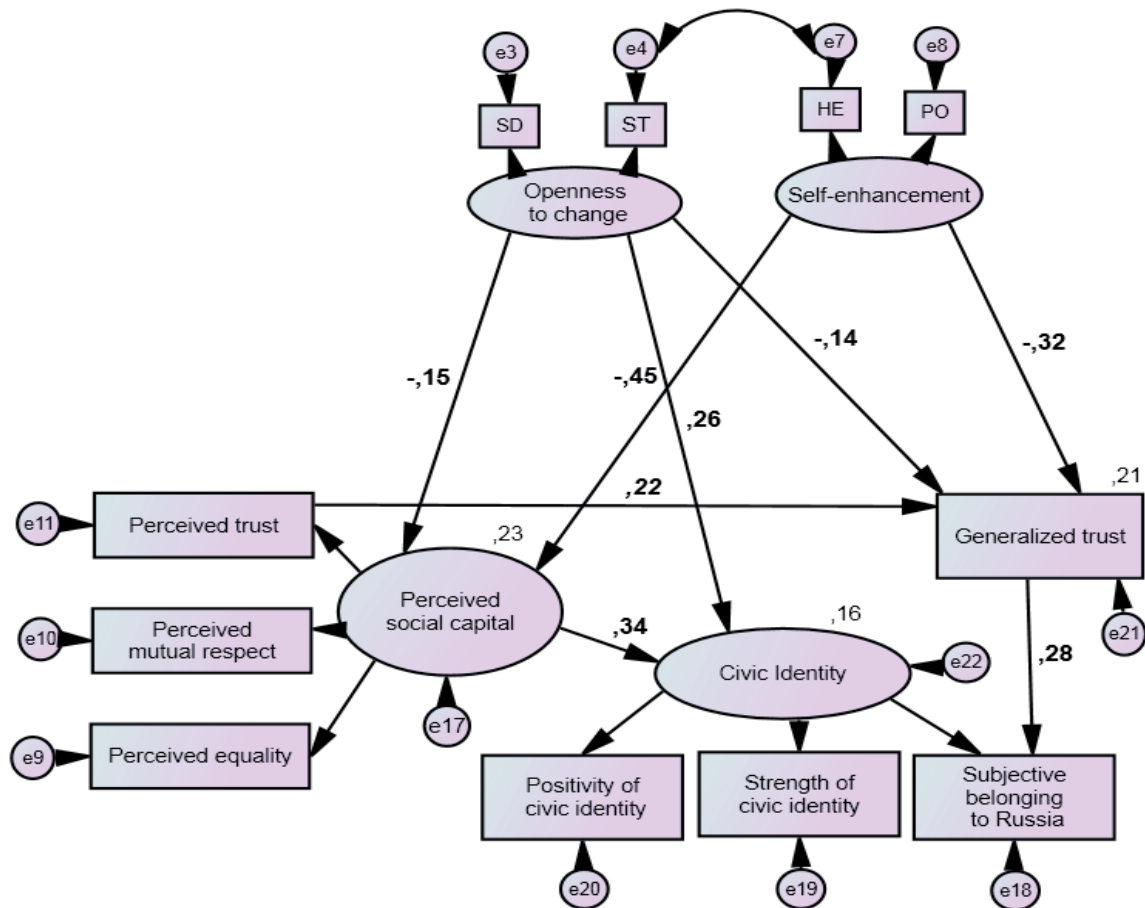 e3
e4
e7
e8
SD
ST
HE
PO
Openness
to change
Self-enhancement
-,15
-,45
,26
-,14
-,32
,22
,21
e11
Perceived trust
Generalized trust
,23
Perceived
social capital
e10
Perceived
mutual respect
,34
,16
e21
Civic Identity
e22
,28
e17
e9
Perceived equality
Positivity of
civic identity
Strength of
civic identity
Subjective
belonging
to Russia
e20
e19
e18